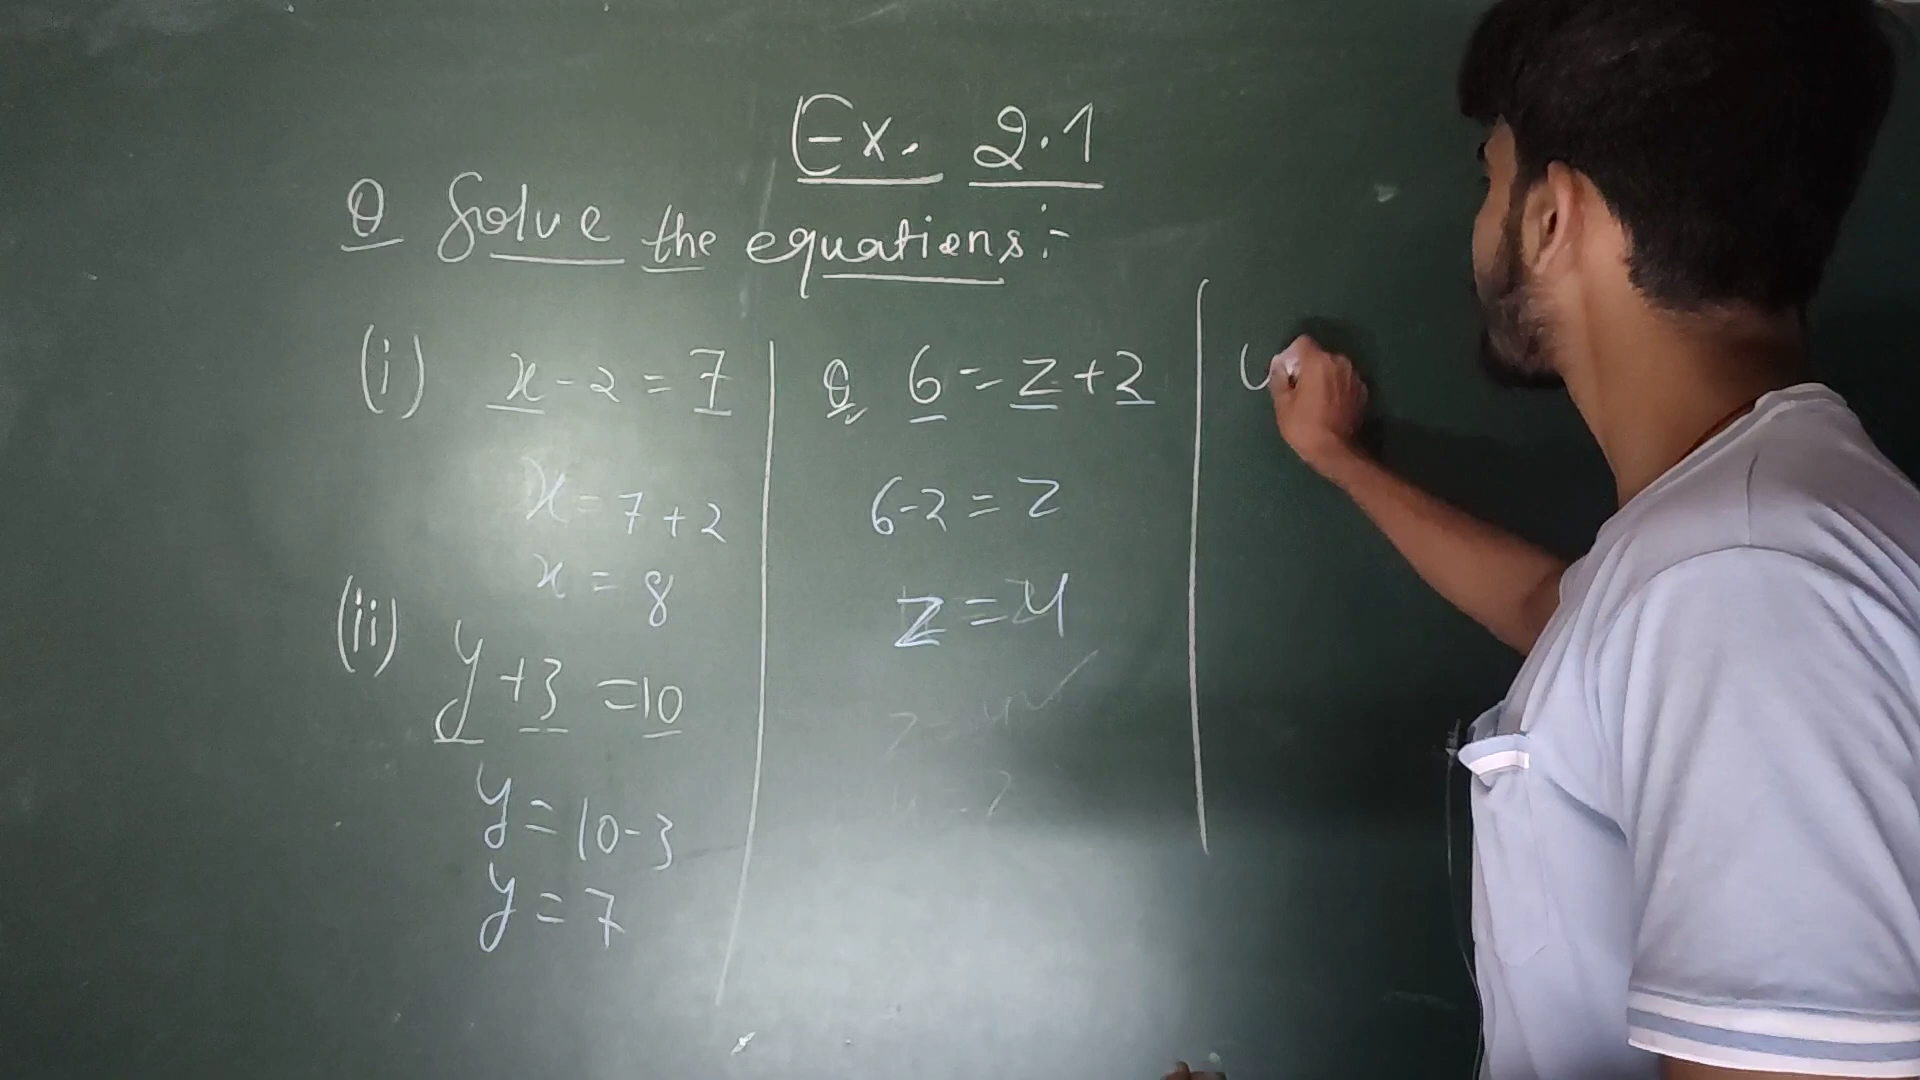 Ex. 2.1
Q Solve the equations:-
(i) x - 2 = 7
x = 7 + 2
x = 8
(ii) y + 3 = 10
y = 10 - 3
y = 7
Q 6 = z + 2
6 - 2 = z
z = 4